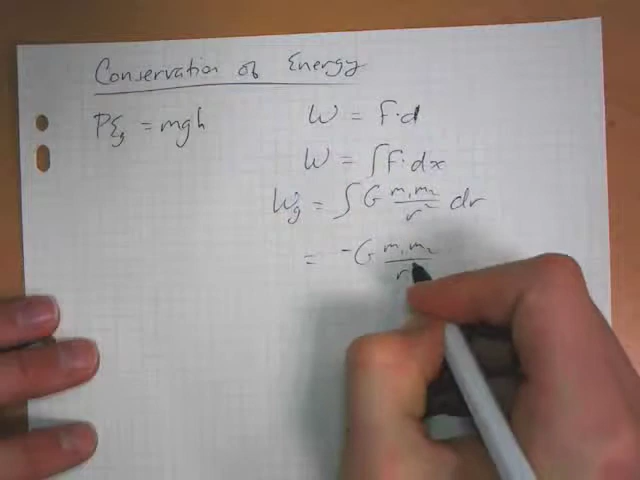 Conservation of Energy
PEg = mgh
W = F·d
W = ∫F·dx
Wg = ∫G m₁m₂/r² dr
= -G m₁m₂/r